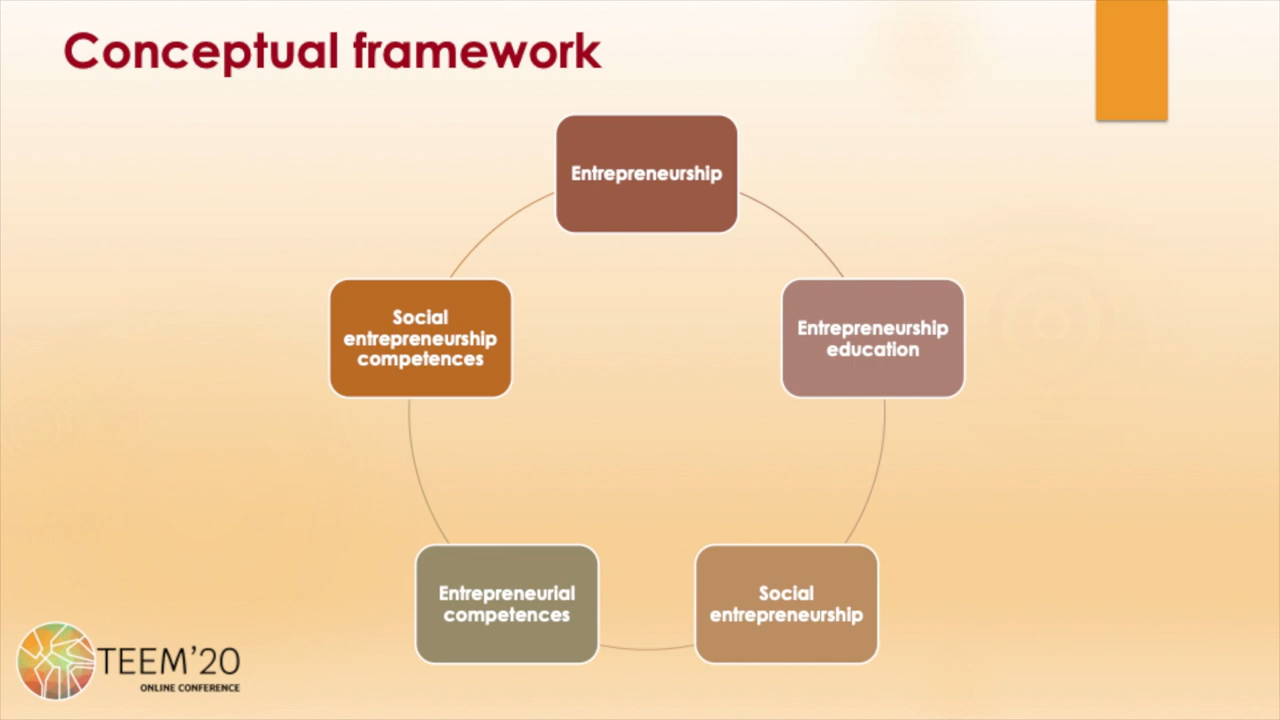 Conceptual framework
Entrepreneurship
Entrepreneurship
education
Social
entrepreneurship
Entrepreneurial
competences
Social
entrepreneurship
competences
TEEM’20
ONLINE CONFERENCE